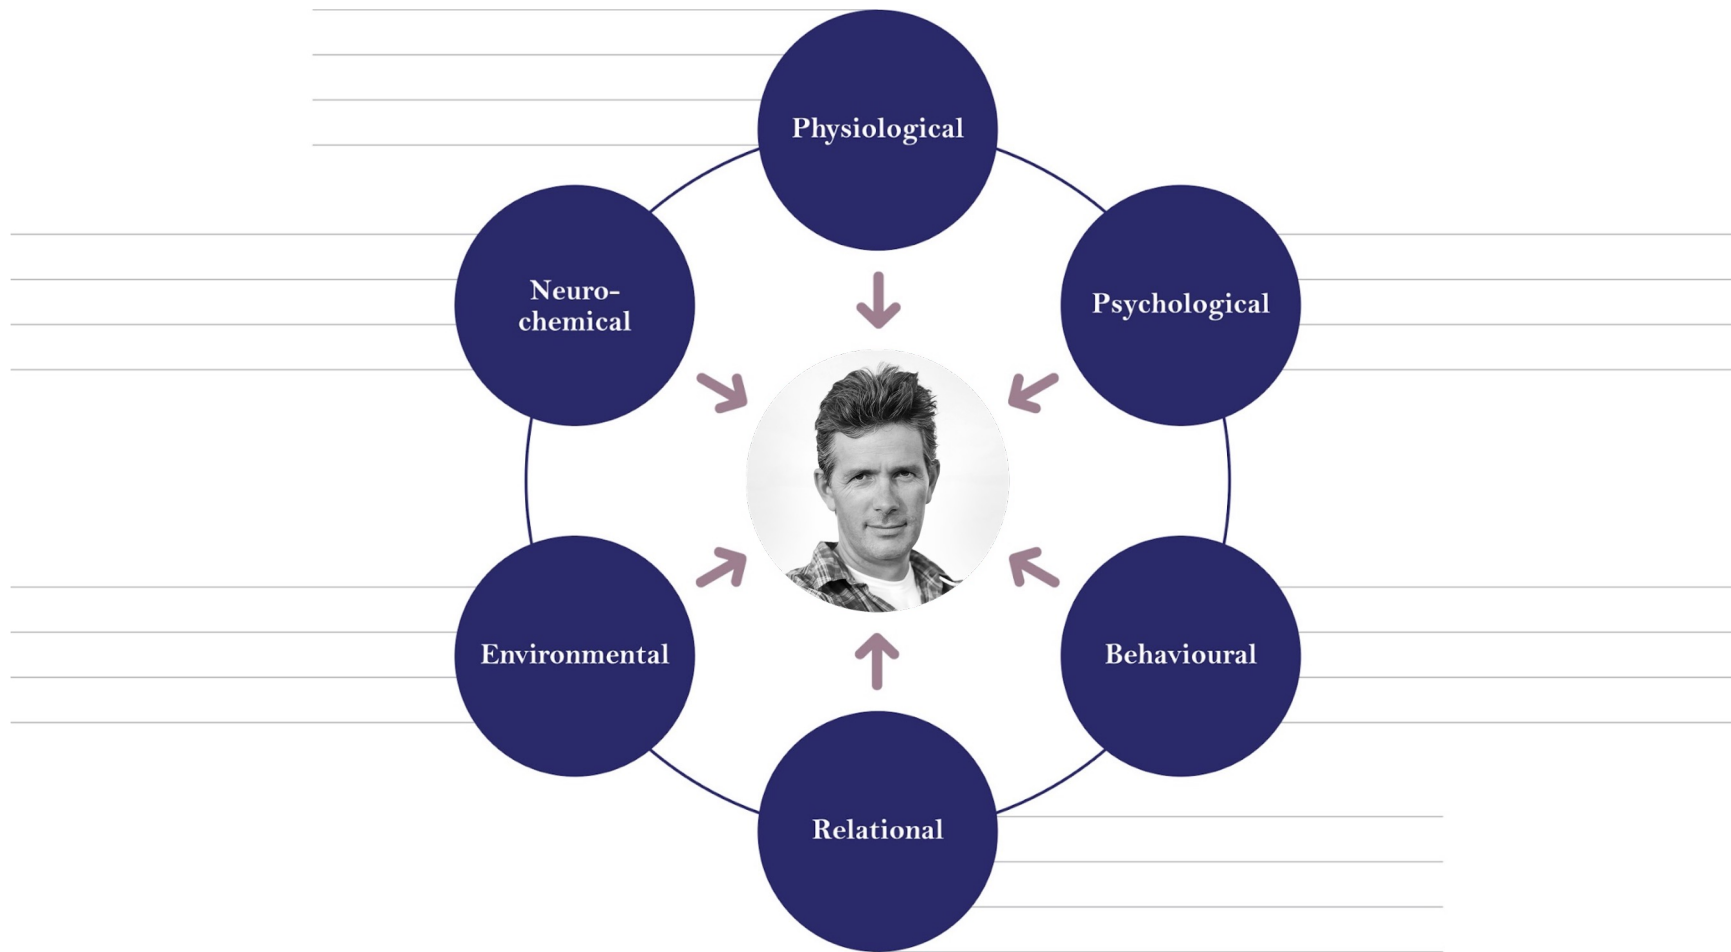 Physiological
Neuro-
chemical
Psychological
Environmental
Behavioural
Relational